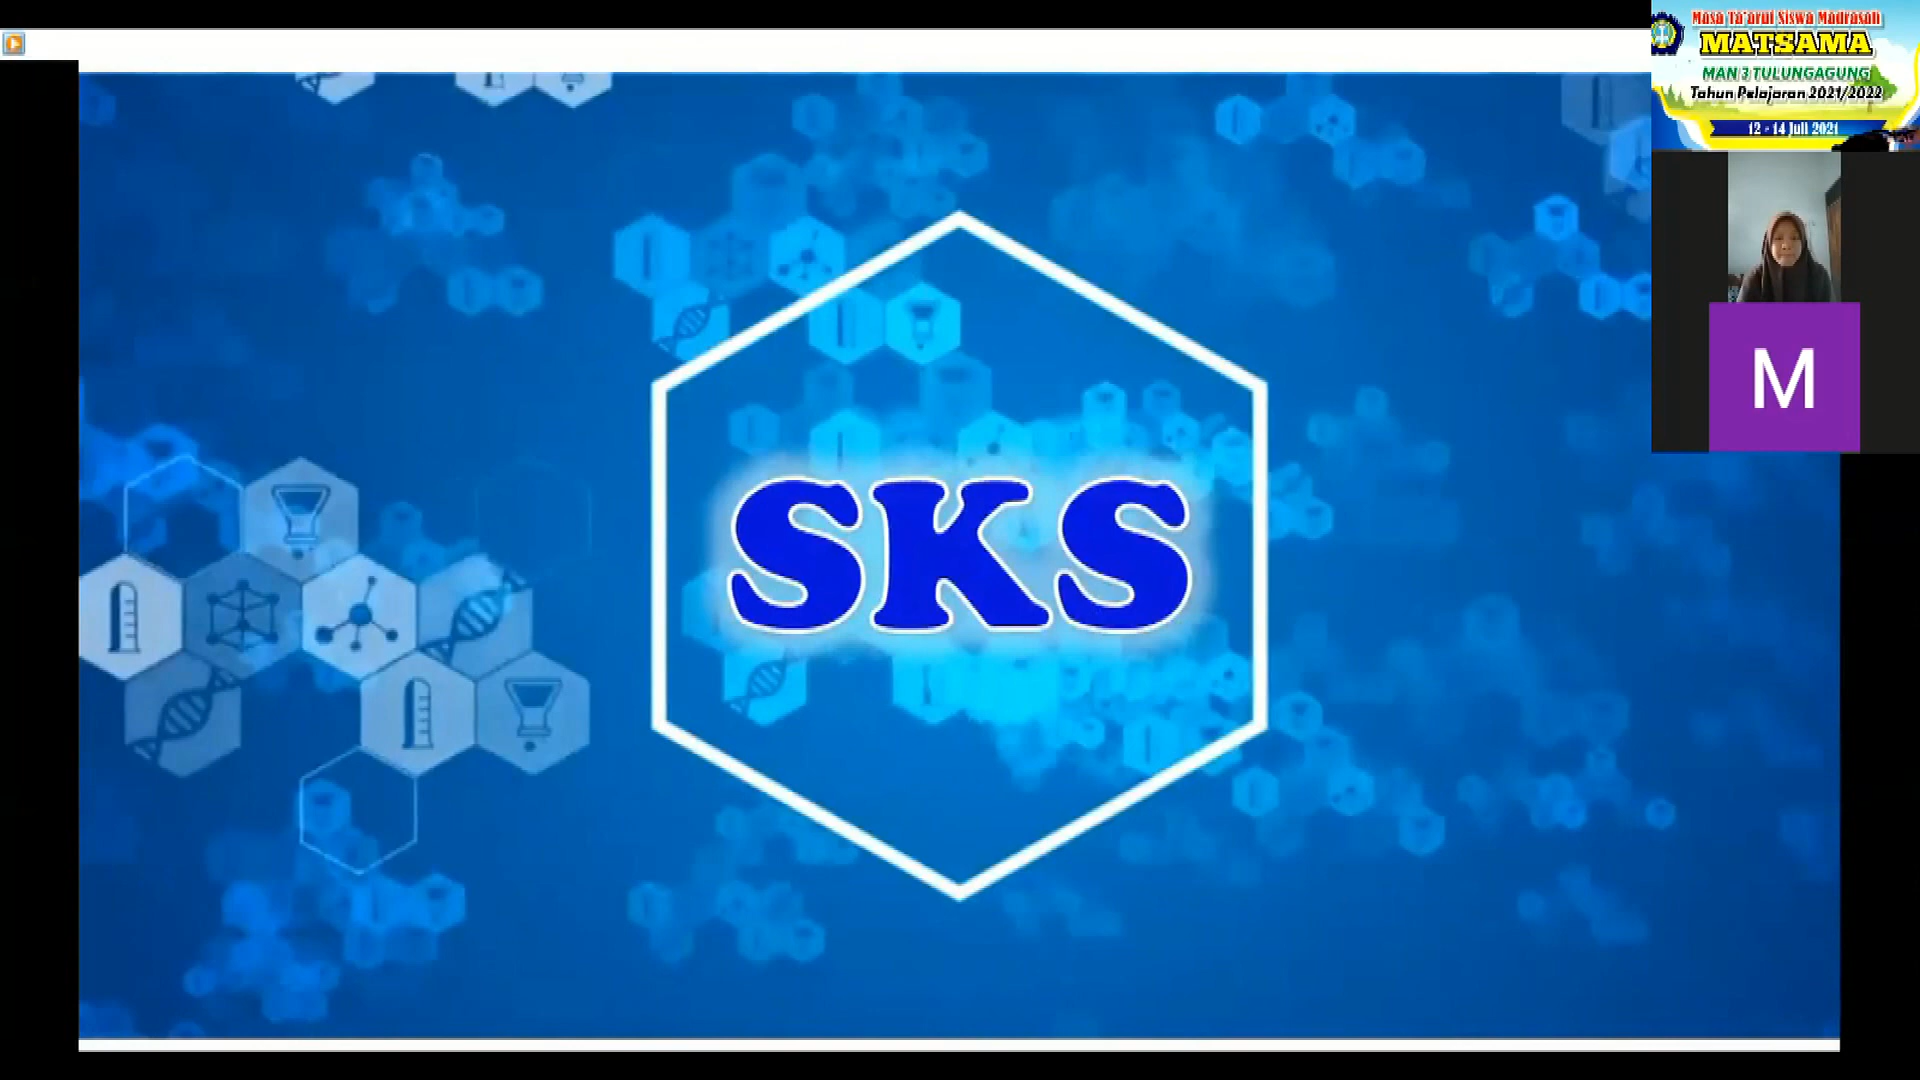 Masa Ta'aruf Siswa Madrasah
MATSAMA
MAN 3 TULUNGAGUNG
Tahun Pelajaran 2021/2022
12 - 14 Juli 2021
SKS
M